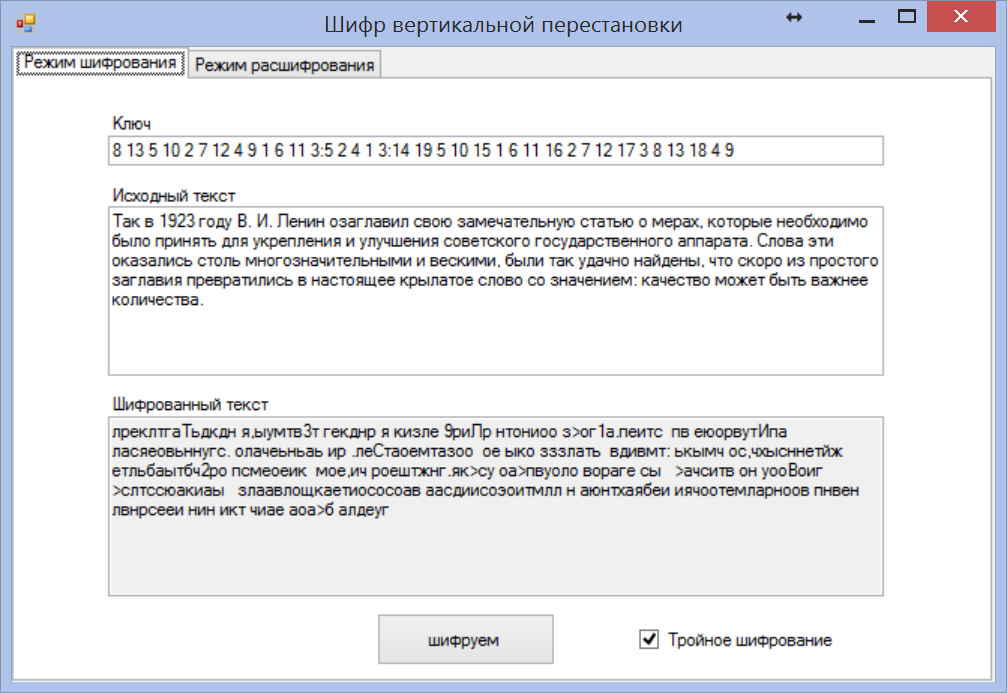 Шифр вертикальной перестановки
Режим шифрования Режим расшифрования
Ключ
8 13 5 10 2 7 12 4 9 1 6 11 3:5 2 4 1 3:14 19 5 10 15 1 6 11 16 2 7 12 17 3 8 13 18 4 9
Исходный текст
Так в 1923 году В. И. Ленин озаглавил свою замечательную статью о мерах, которые необходимо
было принять для укрепления и улучшения советского государственного аппарата. Слова эти
оказались столь многозначительными и вескими, были так удачно найдены, что скоро из простого
заглавия превратились в настоящее крылатое слово со значением: качество может быть важнее
количества.
Шифрованный текст
лреклтгаТьдкдн я,ыумтв3т гекднр я кизле 9риЛр нтониоо з>ог1а.пеитс  пв еюорвутИпа
ласяеовьннугс. олачеьньаь ир .леСтаоемтазоо  ое ыко зззлать  вдивмт: ькымч ос,чхыснне­тйж
етльбаытбч2ро псмеоеик  мое,ич роештжнг.як>су оа>пвуоло вораге сы   >ачситв он уооВоиг
>слтссюакиаы   злаавлощкаетиососоав аасдиисоэоитмлл н аюнтхаябеи иячоотемларноов пнвен
лвнрсееи нин икт чиае аоа>б алдеуг
шифруем
Тройное шифрование